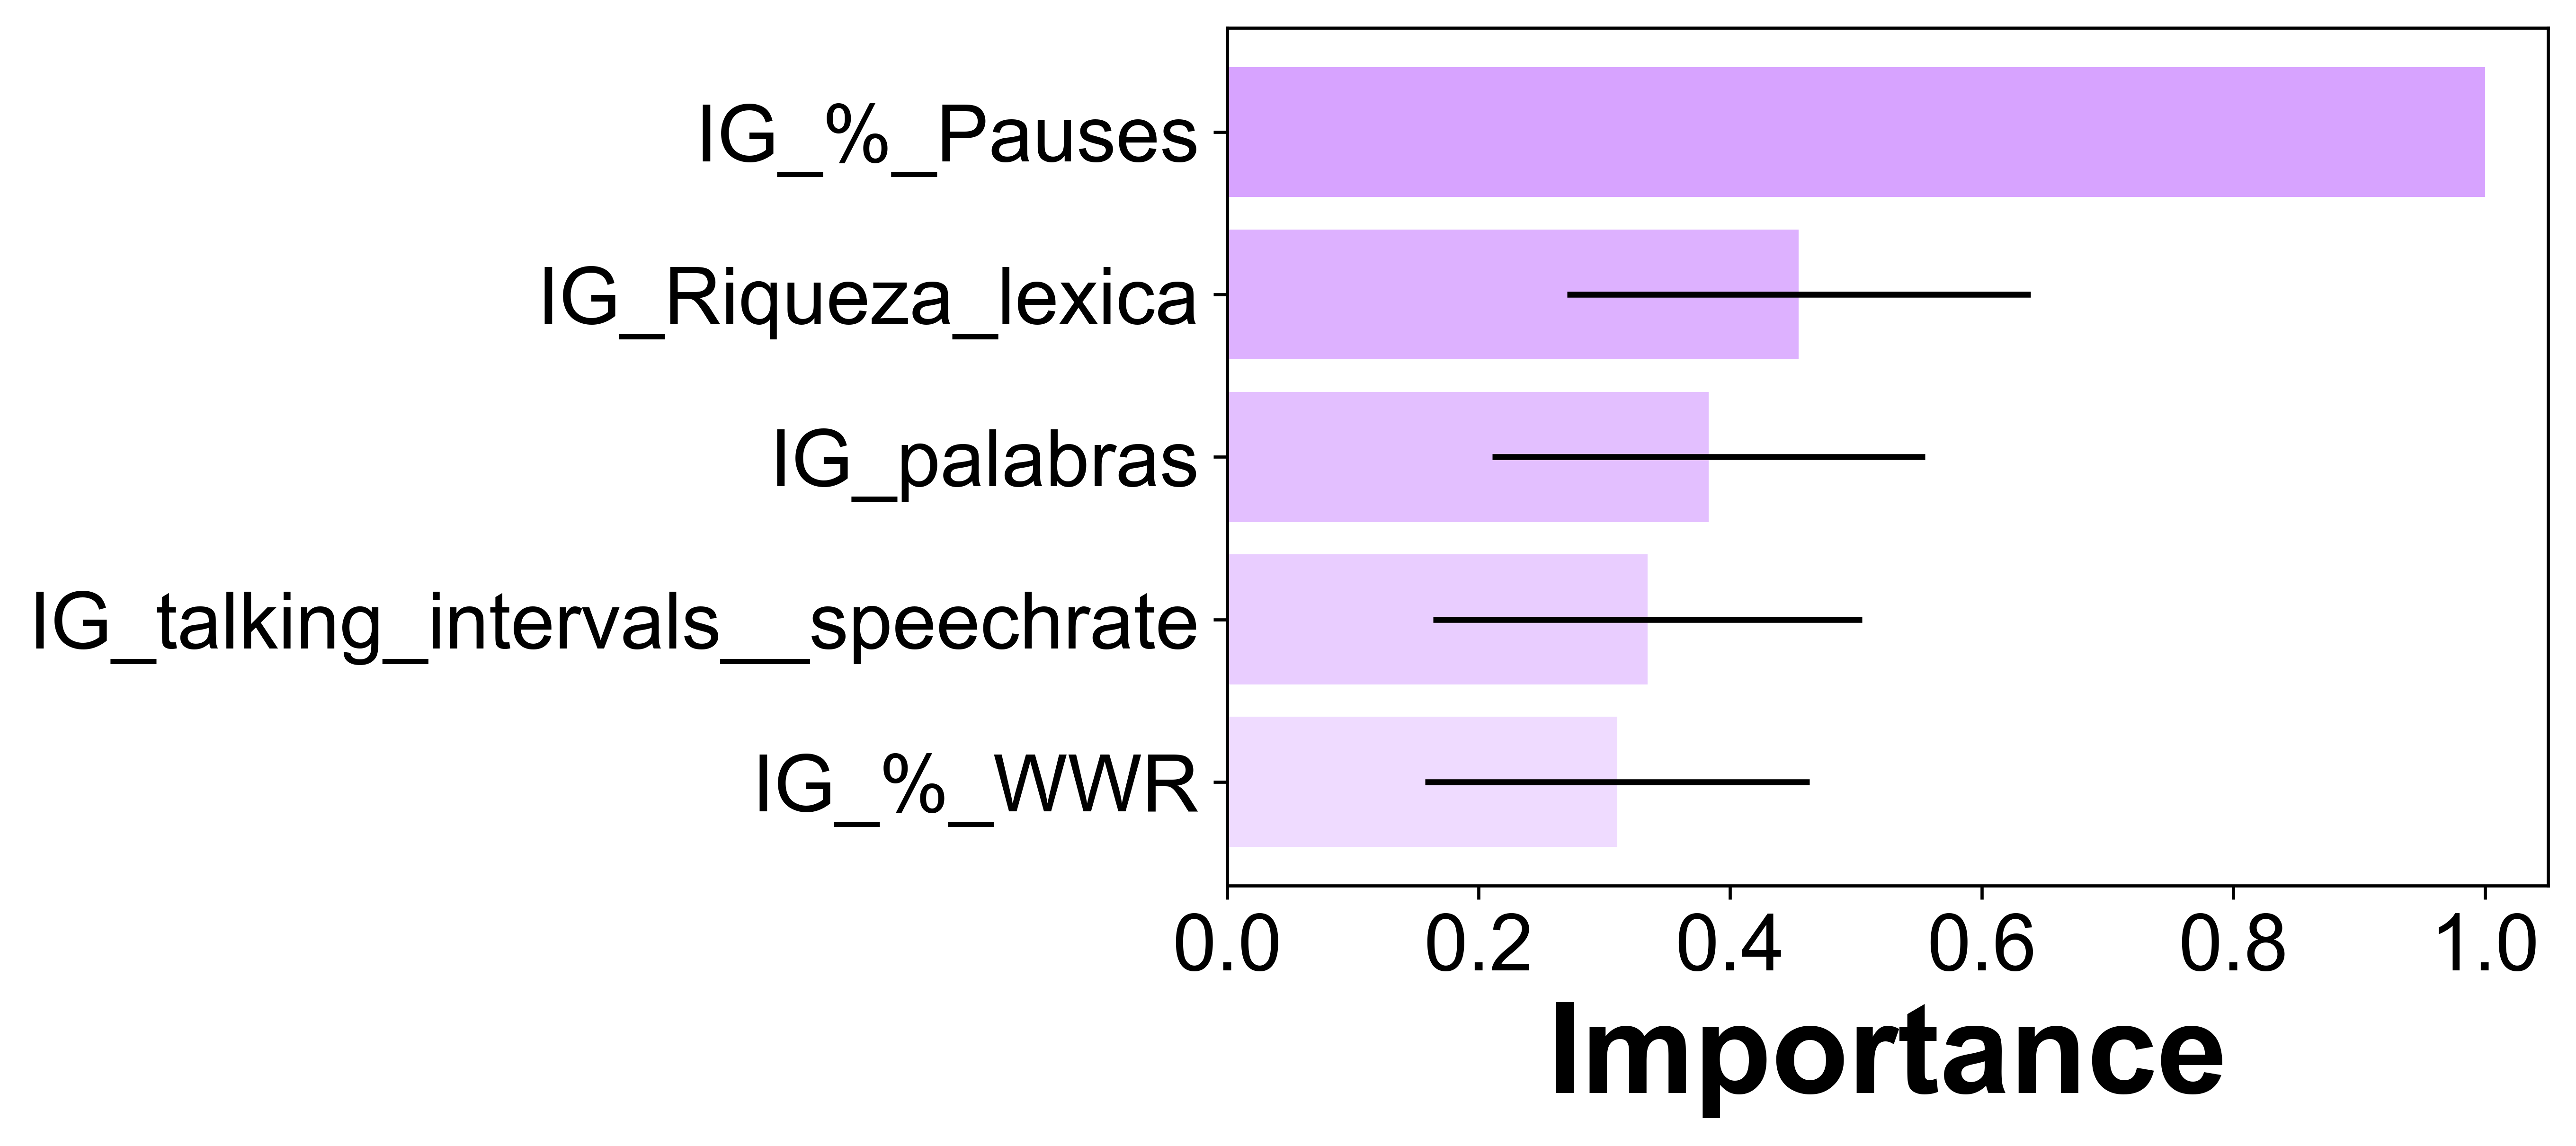 IG_%_Pauses
IG_Riqueza_lexica
IG_palabras
IG_talking_intervals__speechrate
IG_%_WWR
0.0 0.2 0.4 0.6 0.8 1.0
Importance